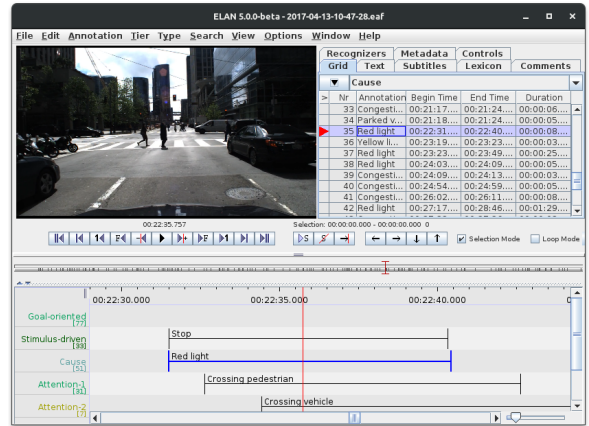 ELAN 5.0.0-beta - 2017-04-13-10-47-28.eaf
File Edit Annotation Tier Type Search View Options Window Help
Recognizers Metadata Controls
Grid Text Subtitles Lexicon Comments
Cause
> Nr Annotation Begin Time End Time Duration
33 Congesti... 00:21:17.... 00:21:24.... 00:00:06....
34 Parked v... 00:21:18.... 00:21:24.... 00:00:05....
35 Red light 00:22:31.... 00:22:40.... 00:00:08....
36 Yellow li... 00:23:19.... 00:23:23.... 00:00:03....
37 Red light 00:23:23.... 00:23:49.... 00:00:25....
38 Red light 00:24:03.... 00:24:09.... 00:00:05....
39 Congesti... 00:24:09.... 00:24:13.... 00:00:03....
40 Congesti... 00:24:54.... 00:24:59.... 00:00:05....
41 Congesti... 00:26:02.... 00:26:11.... 00:00:08....
42 Red light 00:27:17.... 00:28:46.... 00:01:29....
00:22:35.757
Selection: 00:00:00.000 - 00:00:00.000 0
Selection Mode Loop Mode
00:22:30.000 00:22:35.000 00:22:40.000
Goal-oriented
[77]
Stimulus-driven
[33]
Stop
Cause
[51]
Red light
Attention-1
[31]
Crossing pedestrian
Attention-2
[7]
Crossing vehicle